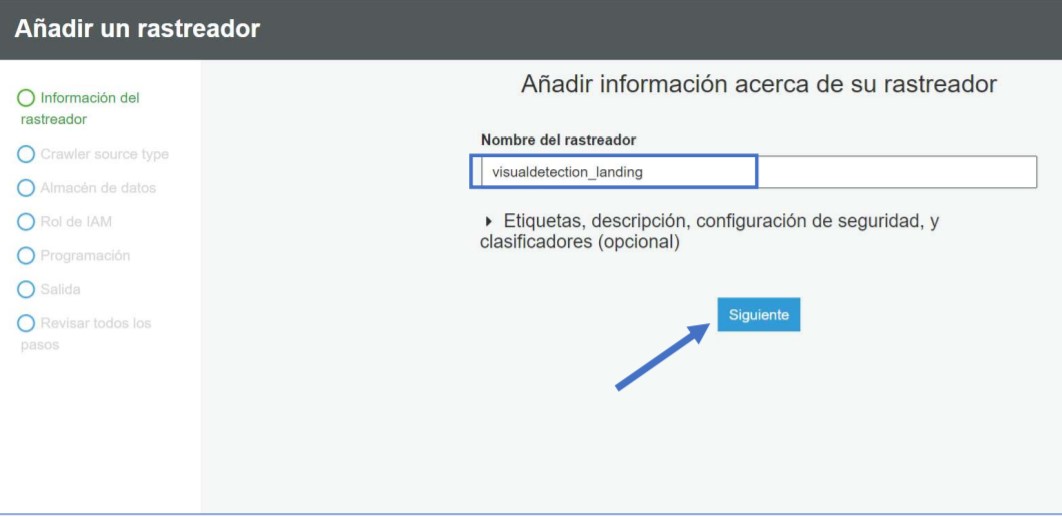 Añadir un rastreador
Información del
rastreador
Crawler source type
Almacén de datos
Rol de IAM
Programación
Salida
Revisar todos los
pasos
Añadir información acerca de su rastreador
Nombre del rastreador
visualdetection_landing
Etiquetas, descripción, configuración de seguridad, y
clasificadores (opcional)
Siguiente